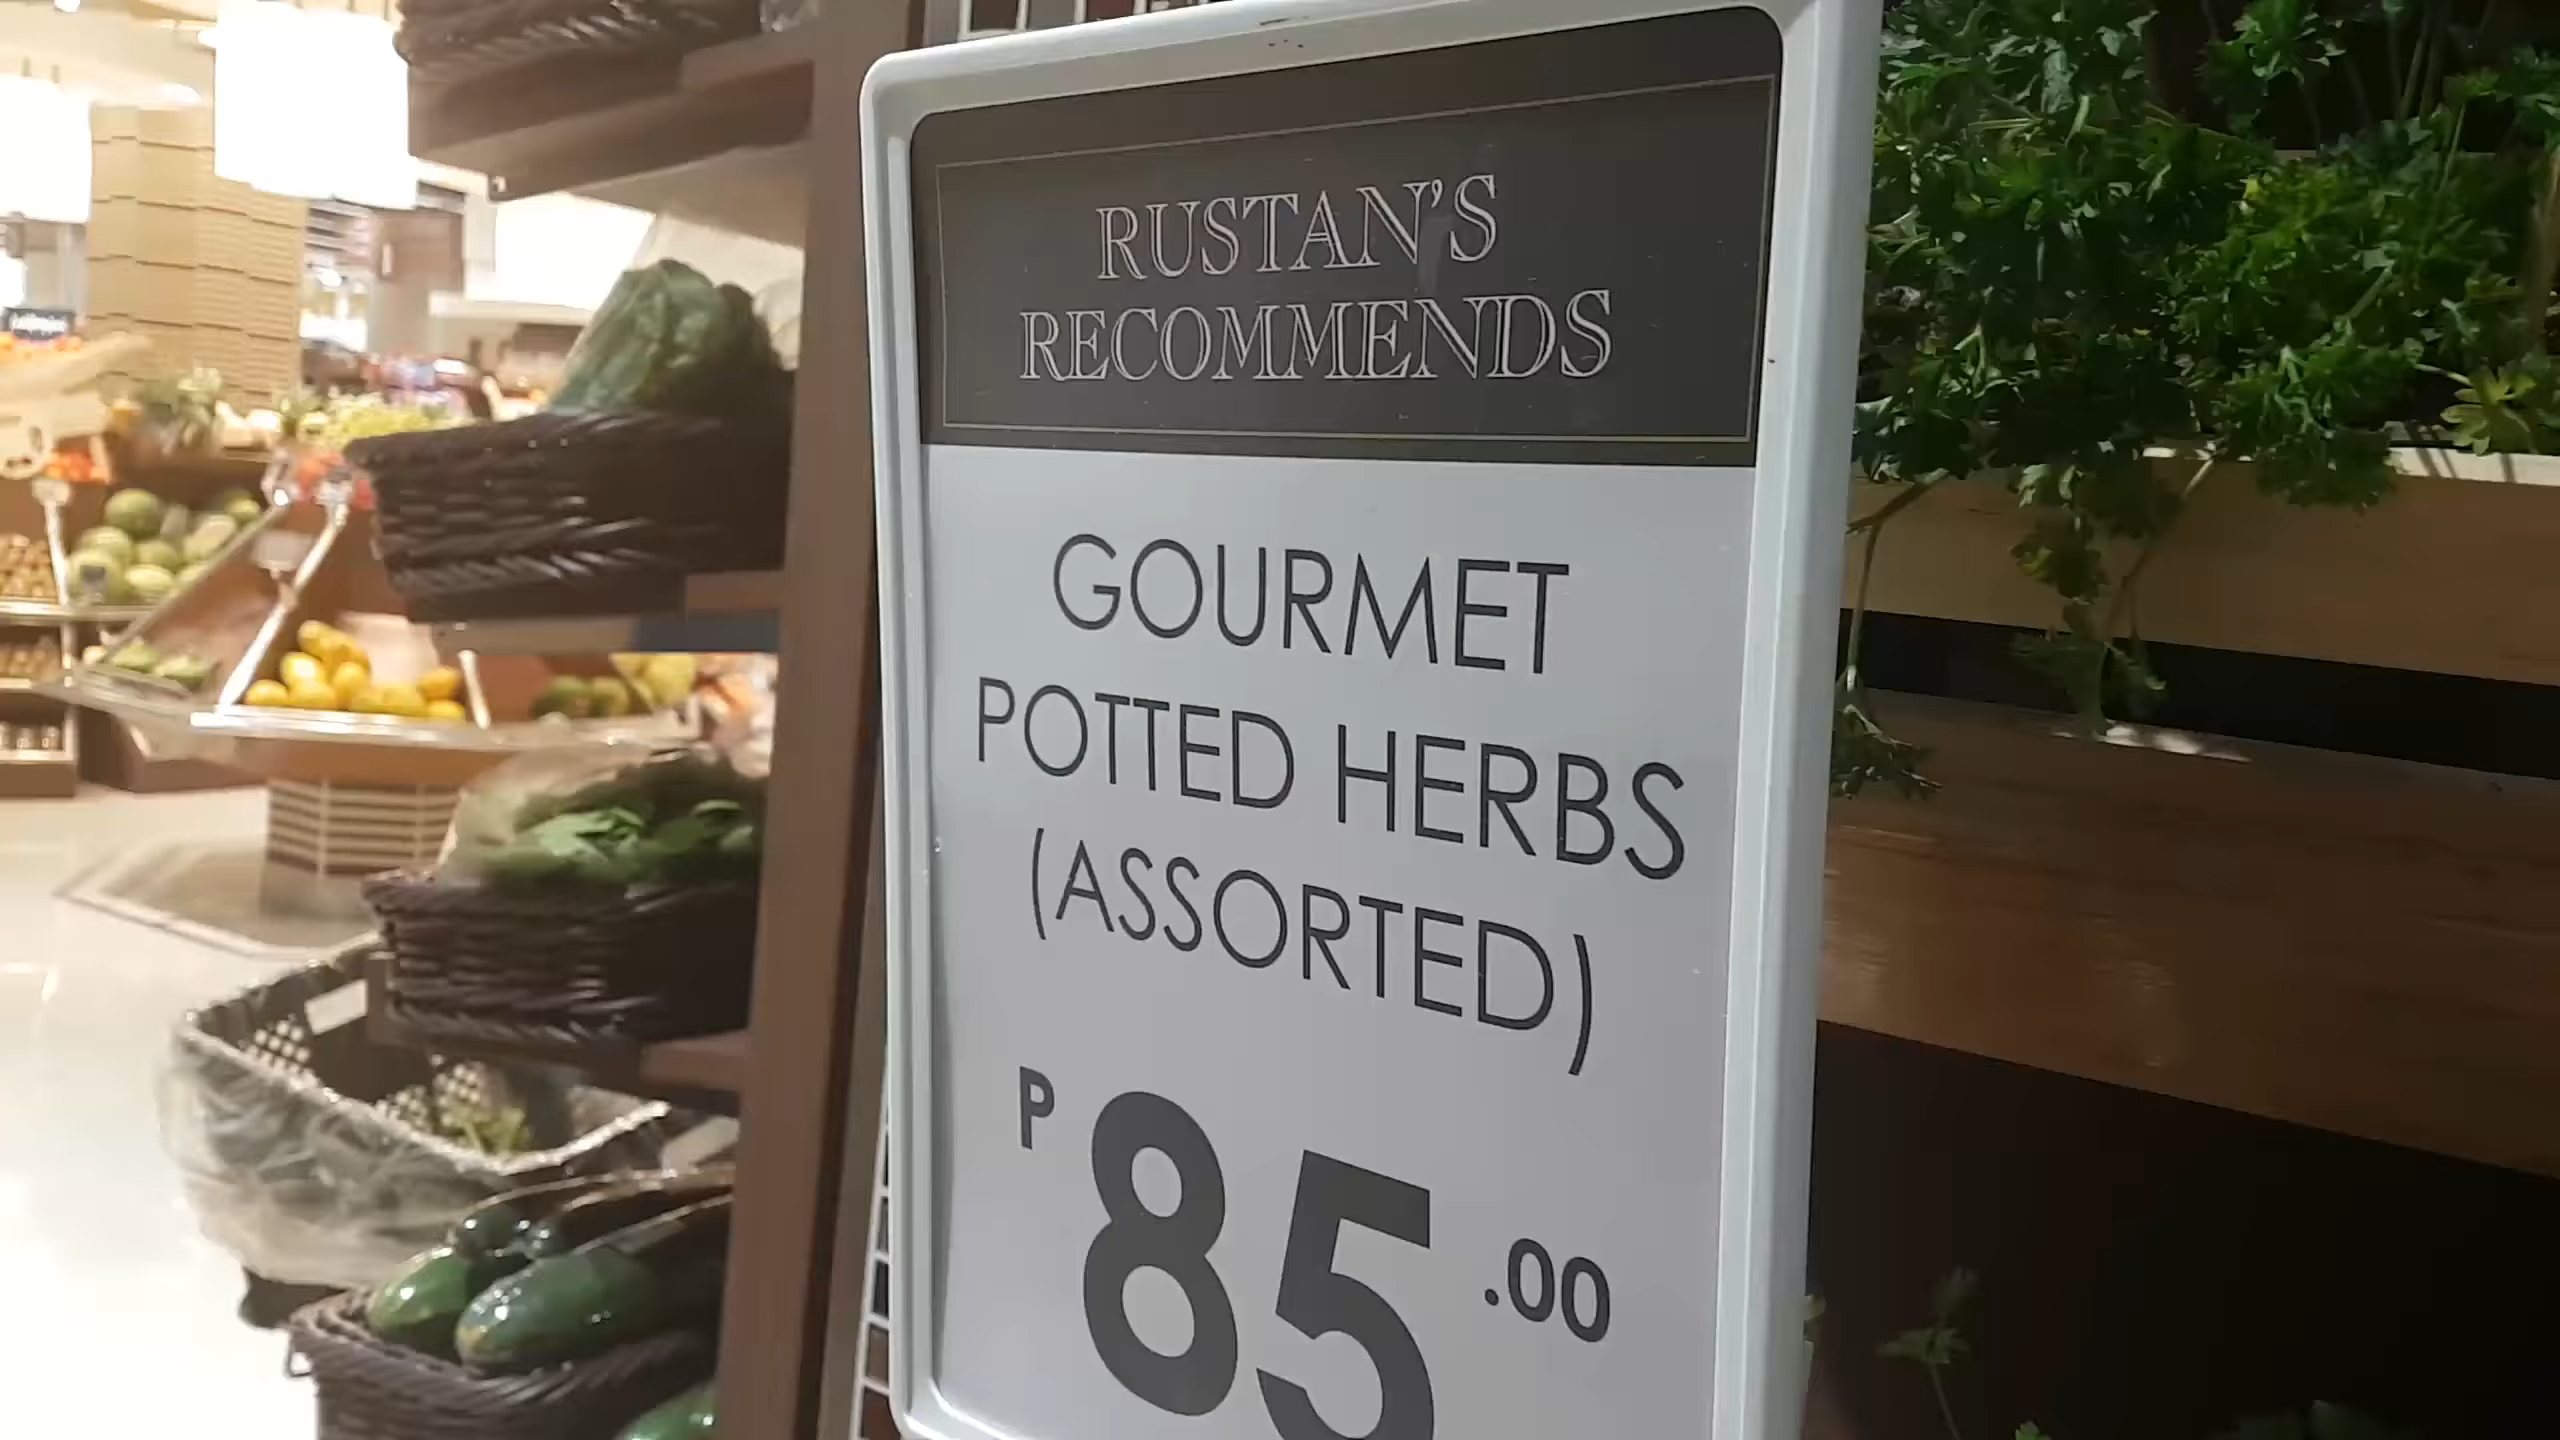 RUSTAN'S
RECOMMENDS
GOURMET
POTTED HERBS
(ASSORTED)
P 85.00